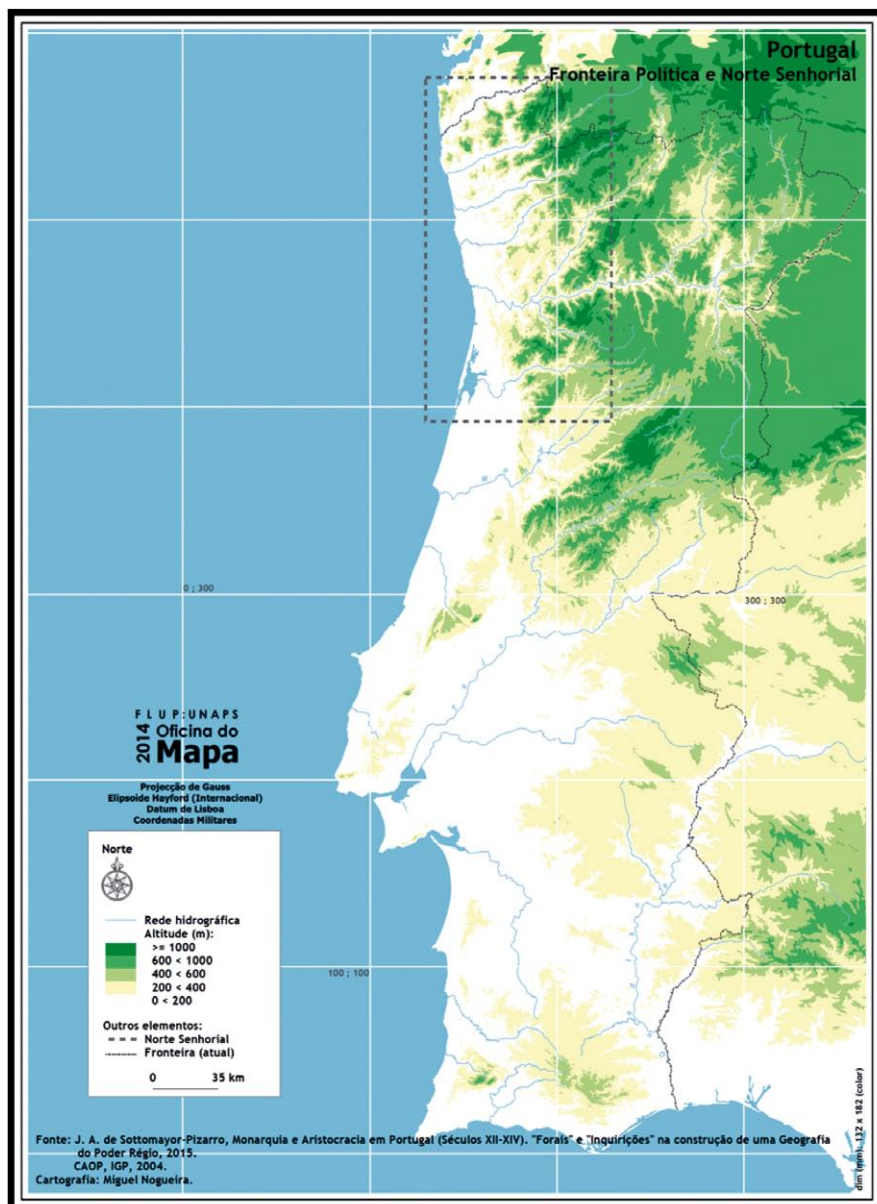 Portugal
Fronteira Política e Norte Senhorial
0 ; 300
300 ; 300
F L U P : U N A P S
2014 Oficina do
Mapa
Projecção de Gauss
Elipsoide Hayford (Internacional)
Datum de Lisboa
Coordenadas Militares
Norte
Rede hidrográfica
Altitude (m):
>= 1000
600 < 1000
400 < 600
200 < 400
0 < 200
Outros elementos:
Norte Senhorial
Fronteira (atual)
0 35 km
100 ; 100
Fonte: J. A. de Sottomayor-Pizarro, Monarquia e Aristocracia em Portugal (Séculos XII-XIV). "Forais" e "Inquirições" na construção de uma Geografia
do Poder Régio, 2015.
CAOP, IGP, 2004.
Cartografia: Miguel Nogueira.
dim (mm): 132 x 182 (color)